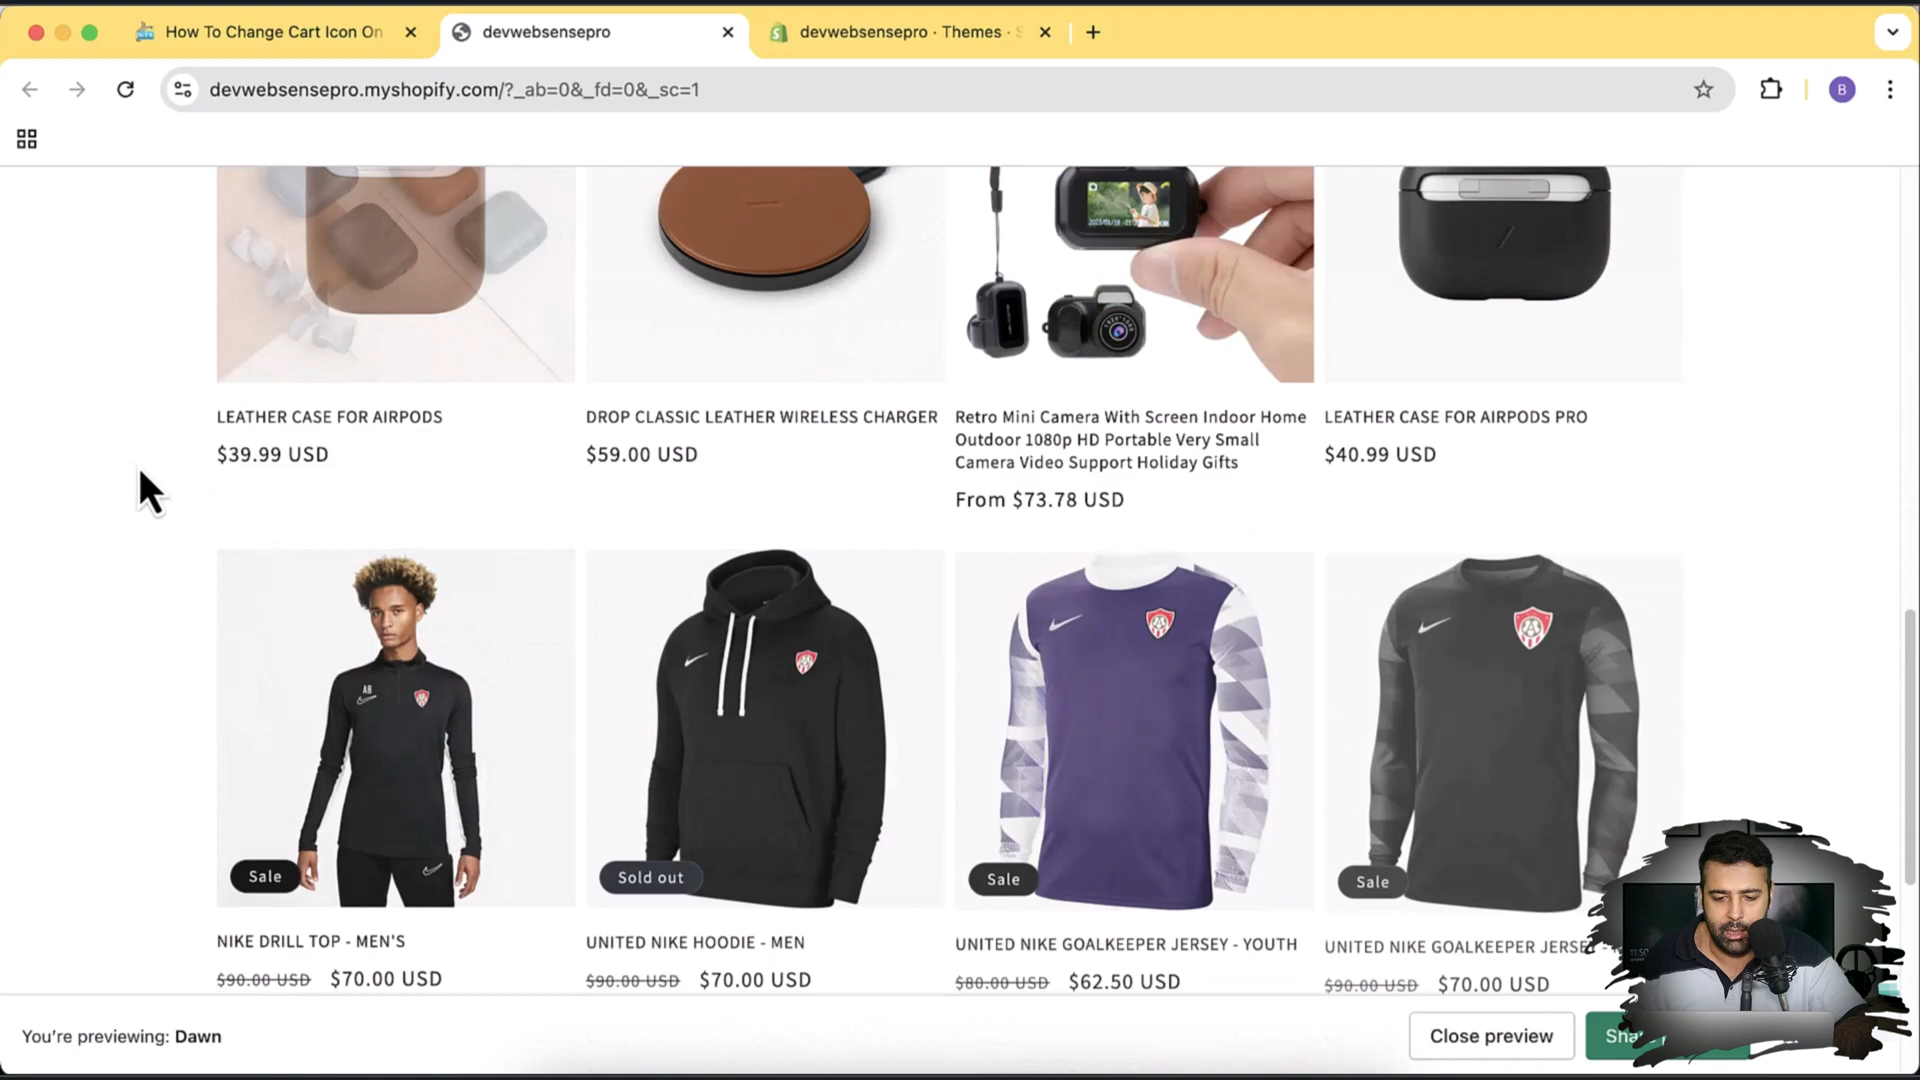 How To Change Cart Icon On
devwebsensepro
devwebsensepro · Themes · S
devwebsensepro.myshopify.com/?_ab=0&_fd=0&_sc=1
B
LEATHER CASE FOR AIRPODS
$39.99 USD
DROP CLASSIC LEATHER WIRELESS CHARGER
$59.00 USD
Retro Mini Camera With Screen Indoor Home
Outdoor 1080p HD Portable Very Small
Camera Video Support Holiday Gifts
From $73.78 USD
LEATHER CASE FOR AIRPODS PRO
$40.99 USD
AB
Sale
Sold out
Sale
Sale
NIKE DRILL TOP - MEN'S
$90.00 USD $70.00 USD
UNITED NIKE HOODIE - MEN
$90.00 USD $70.00 USD
UNITED NIKE GOALKEEPER JERSEY - YOUTH
$80.00 USD $62.50 USD
UNITED NIKE GOALKEEPER JERSE
$90.00 USD $70.00 USD
11:50
You're previewing: Dawn
Close preview
Sha